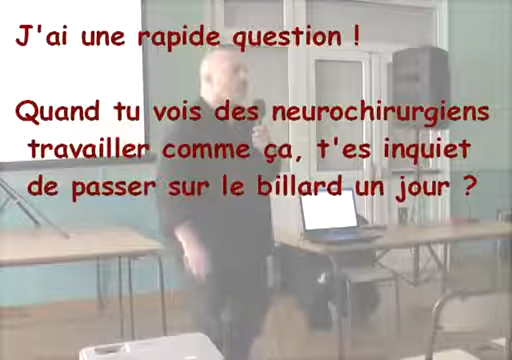 J'ai une rapide question !
Quand tu vois des neurochirurgiens
travailler comme ça, t'es inquiet
de passer sur le billard un jour ?